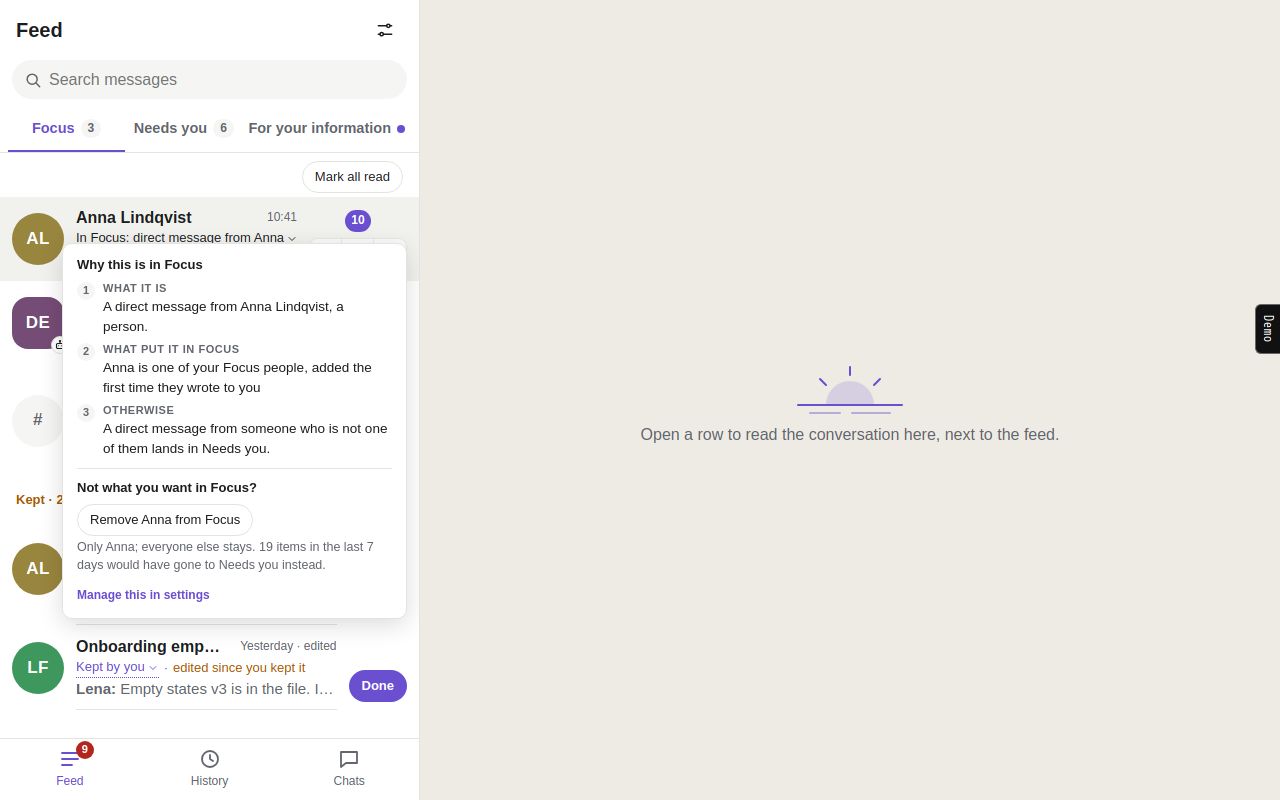 Feed
Search messages
Focus 3 Needs you 6 For your information
Mark all read
AL Anna Lindqvist 10:41 10
In Focus: direct message from Anna
Why this is in Focus
1 WHAT IT IS
A direct message from Anna Lindqvist, a
person.
DE
2 WHAT PUT IT IN FOCUS
Anna is one of your Focus people, added the
first time they wrote to you
#
3 OTHERWISE
A direct message from someone who is not one
of them lands in Needs you.
Kept · 2
Not what you want in Focus?
Remove Anna from Focus
Only Anna; everyone else stays. 19 items in the last 7
days would have gone to Needs you instead.
AL
Manage this in settings
LF Onboarding emp… Yesterday · edited
Kept by you · edited since you kept it
Lena: Empty states v3 is in the file. I…
Done
9
Feed History Chats
Open a row to read the conversation here, next to the feed.
Demo